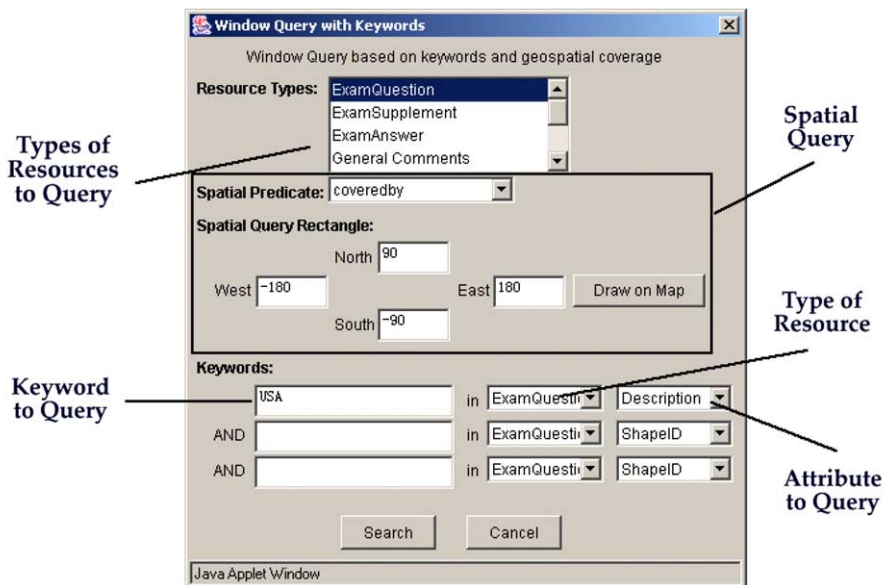 Window Query with Keywords
Window Query based on keywords and geospatial coverage
Resource Types:
ExamQuestion
ExamSupplement
ExamAnswer
General Comments
Types of
Resources
to Query
Spatial
Query
Spatial Predicate: coveredby
Spatial Query Rectangle:
North 90
West -180
East 180
Draw on Map
South -90
Type of
Resource
Keywords:
Keyword
to Query
USA in ExamQuesti Description
AND in ExamQuesti ShapeID
AND in ExamQuesti ShapeID
Attribute
to Query
Search Cancel
Java Applet Window